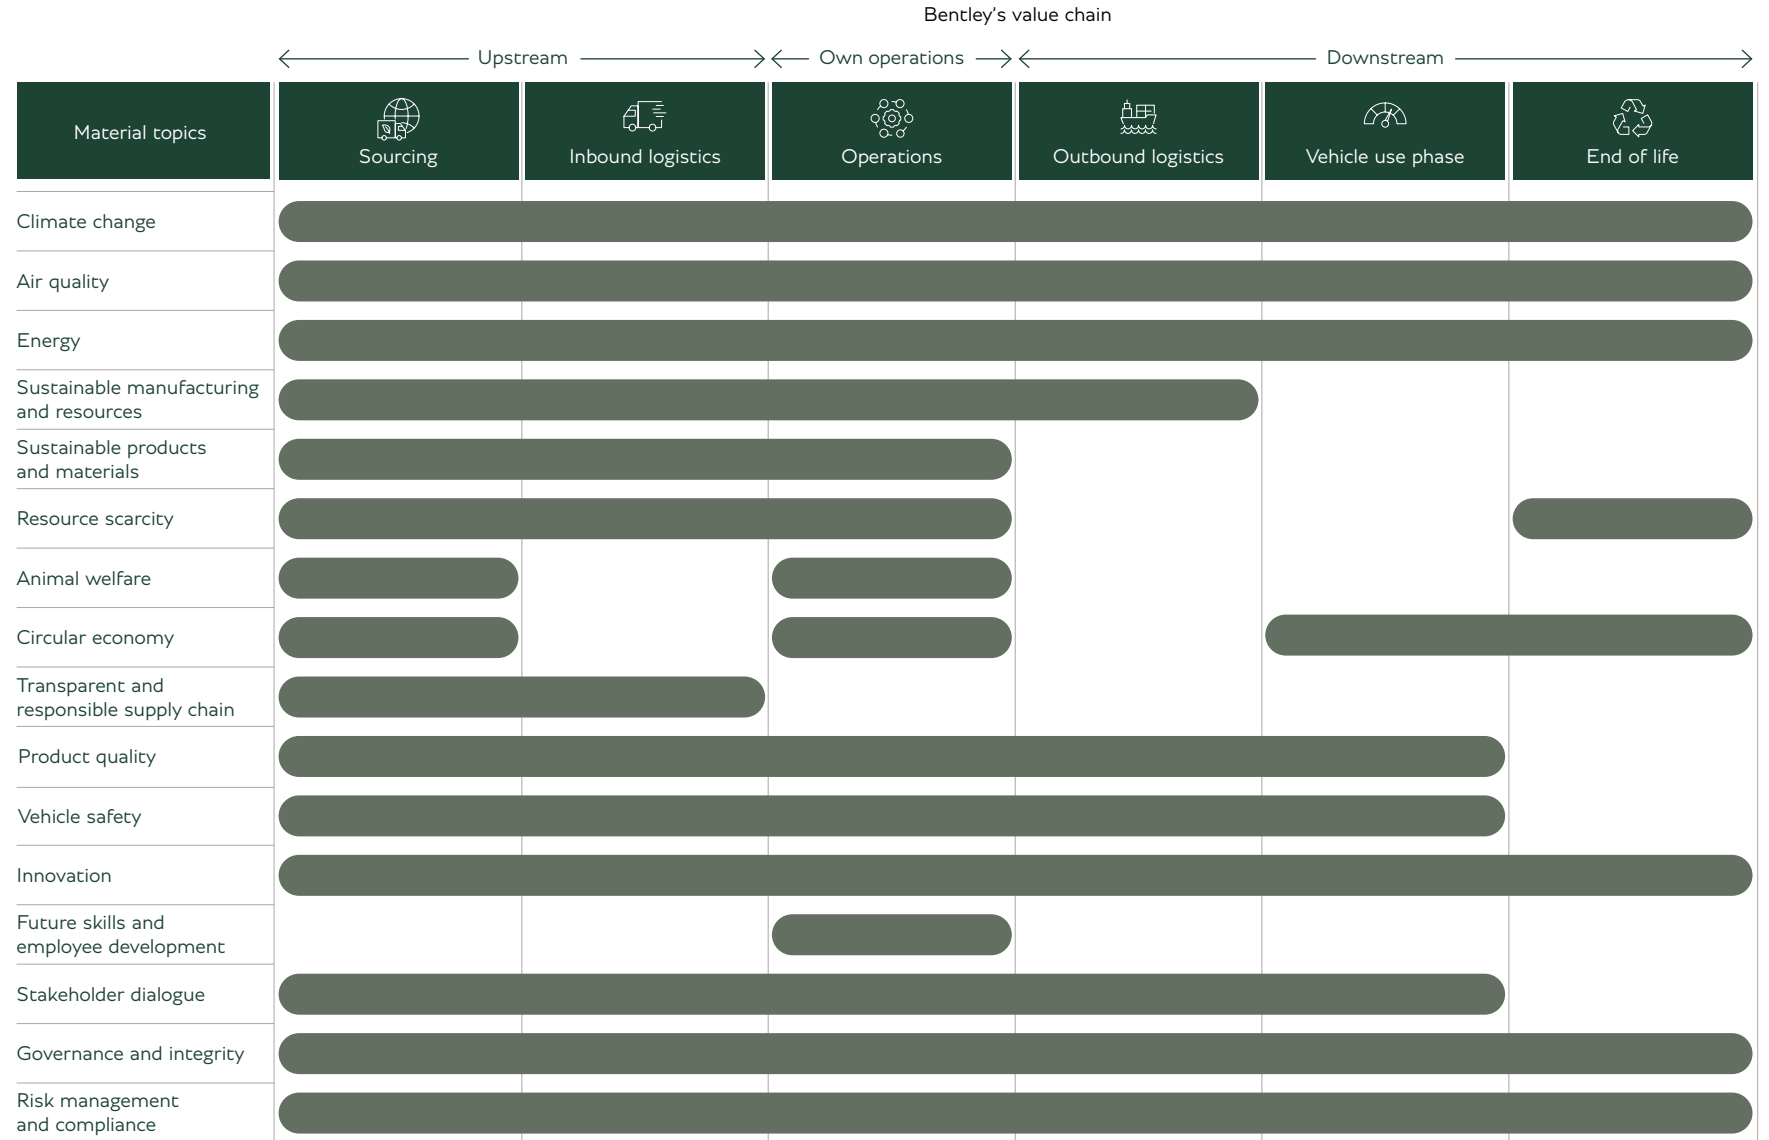 Bentley's value chain
Upstream
Own operations
Downstream
Material topics
Sourcing
Inbound logistics
Operations
Outbound logistics
Vehicle use phase
End of life
Climate change
Air quality
Energy
Sustainable manufacturing
and resources
Sustainable products
and materials
Resource scarcity
Animal welfare
Circular economy
Transparent and
responsible supply chain
Product quality
Vehicle safety
Innovation
Future skills and
employee development
Stakeholder dialogue
Governance and integrity
Risk management
and compliance